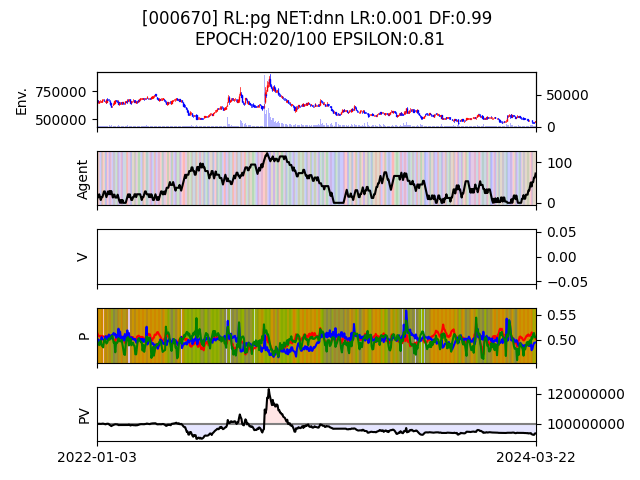 [000670] RL:pg NET:dnn LR:0.001 DF:0.99
EPOCH:020/100 EPSILON:0.81
Env.
750000
500000
50000
0
Agent
100
0
V
0.05
0.00
−0.05
P
0.55
0.50
PV
120000000
100000000
2022-01-03
2024-03-22